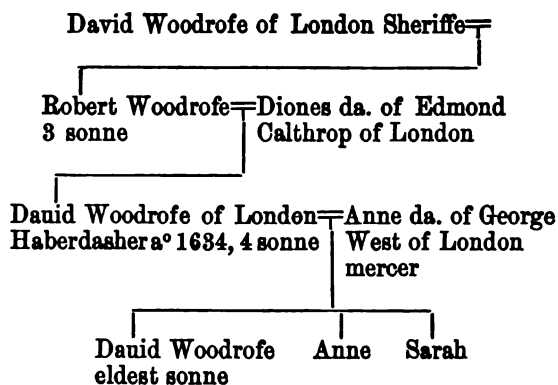 David Woodrofe of London Sheriffe=
Robert Woodrofe=Diones da. of Edmond
3 sonne Calthrop of London
Dauid Woodrofe of London=Anne da. of George
Haberdasher aº 1634, 4 sonne West of London
mercer
Dauid Woodrofe Anne Sarah
eldest sonne